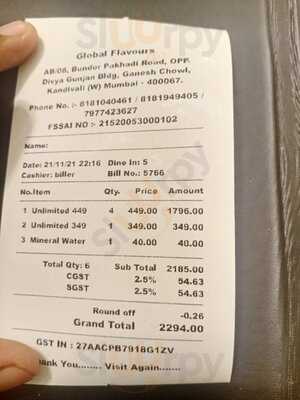 Global Flavours
AB/06, Bunder Pakhadi Road, OPP.
Divya Gunjan Bldg, Ganesh Chowl,
Kandivali (W) Mumbai - 400067.
Phone No.:- 8181040461 / 8181949405 /
7977423627
FSSAI NO :- 21520053000102
Name:
Date: 21/11/21 22:16 Dine In: 5
Cashier: biller Bill No.: 5766
No.Item Qty. Price Amount
1 Unlimited 449 4 449.00 1796.00
2 Unlimited 349 1 349.00 349.00
3 Mineral Water 1 40.00 40.00
Total Qty: 6 Sub Total 2185.00
CGST 2.5% 54.63
SGST 2.5% 54.63
Round off -0.26
Grand Total 2294.00
GST IN : 27AACPB7918G1ZV
ank You........ Visit Again.......